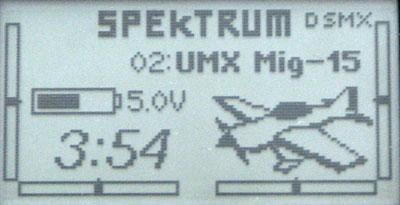 SPEKTRUM DSMX
02:UMX Mig-15
5.0V
3:54